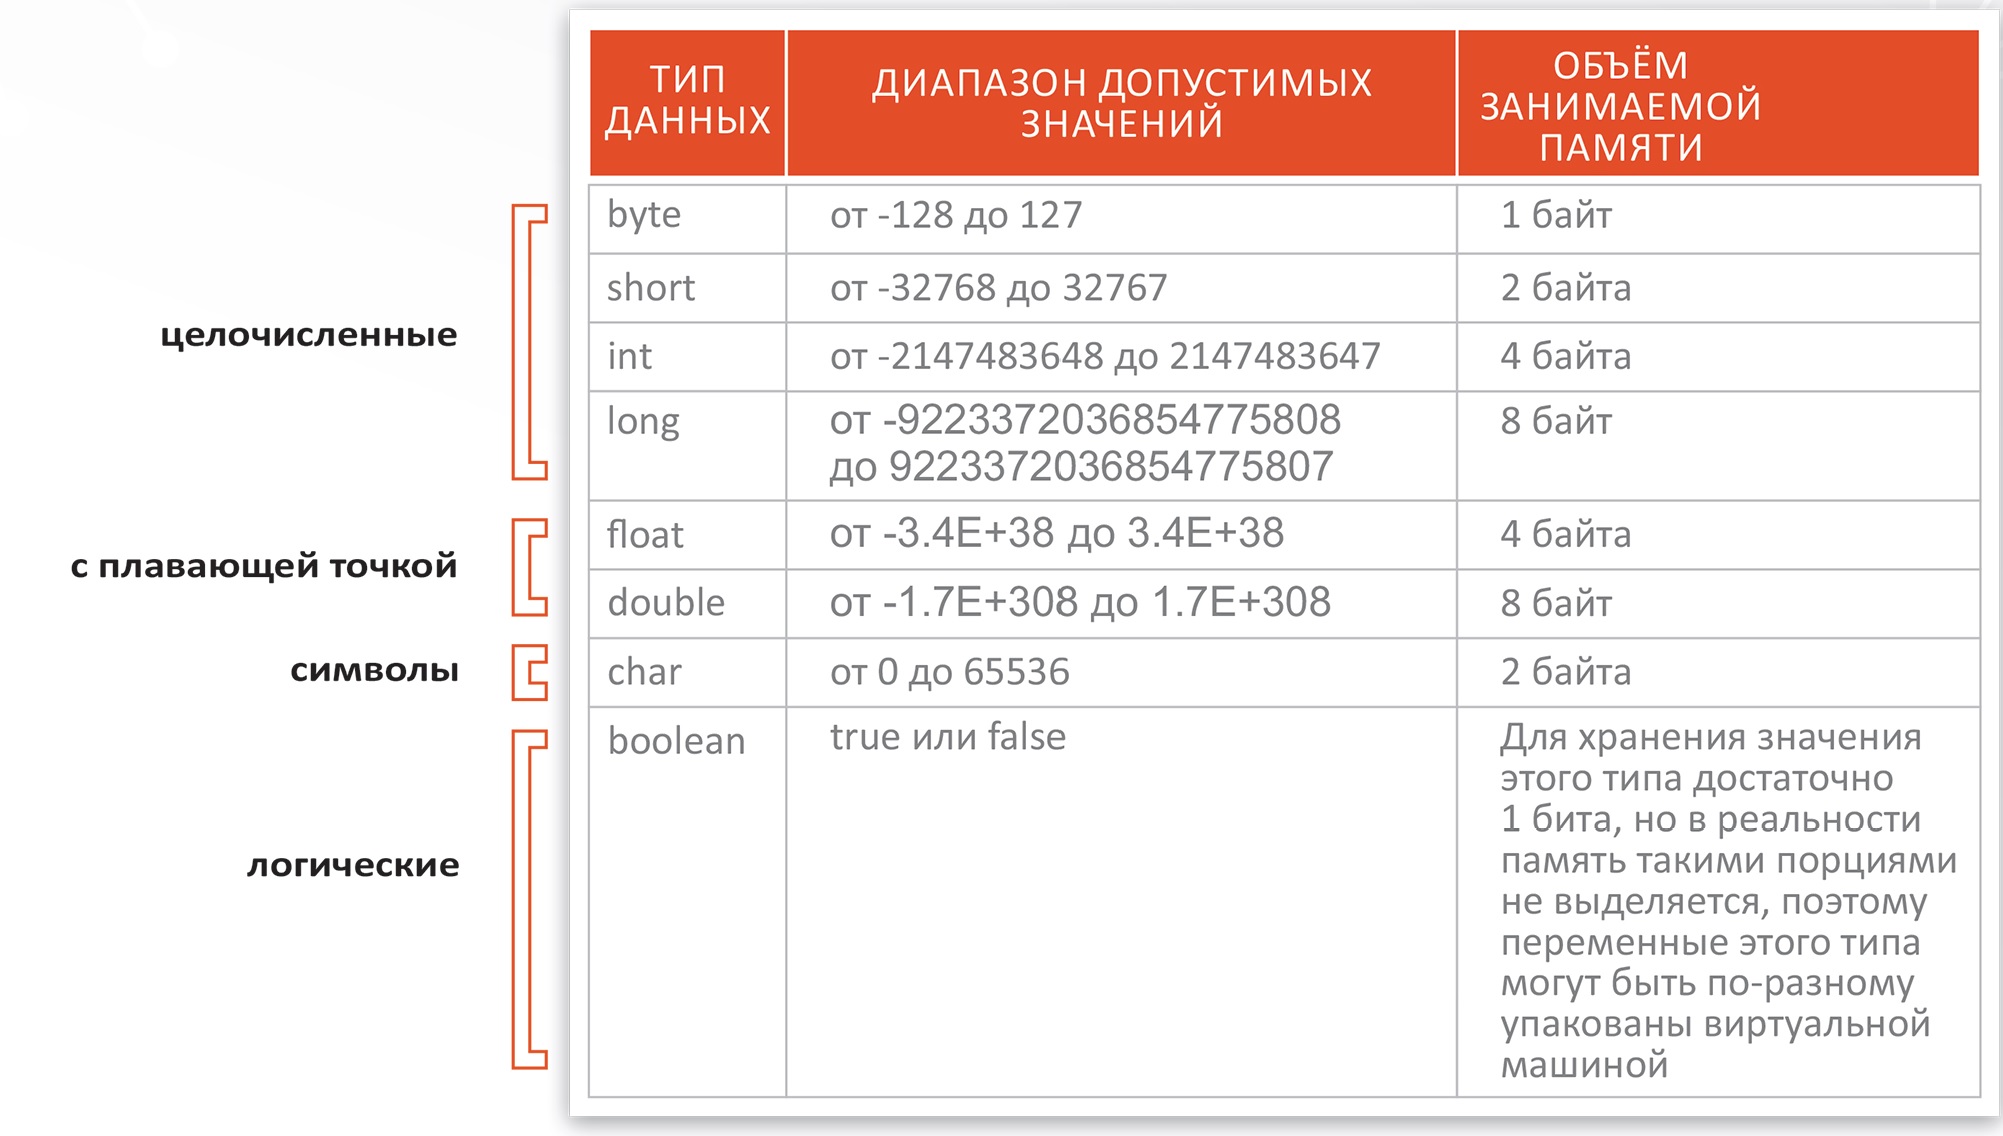 ТИП
ДАННЫХ
ДИАПАЗОН ДОПУСТИМЫХ
ЗНАЧЕНИЙ
ОБЪЁМ
ЗАНИМАЕМОЙ
ПАМЯТИ
целочисленные
byte
от -128 до 127
1 байт
short
от -32768 до 32767
2 байта
int
от -2147483648 до 2147483647
4 байта
long
от -9223372036854775808
до 9223372036854775807
8 байт
с плавающей точкой
float
от -3.4E+38 до 3.4E+38
4 байта
double
от -1.7E+308 до 1.7E+308
8 байт
символы
char
от 0 до 65536
2 байта
логические
boolean
true или false
Для хранения значения
этого типа достаточно
1 бита, но в реальности
память такими порциями
не выделяется, поэтому
переменные этого типа
могут быть по-разному
упакованы виртуальной
машиной